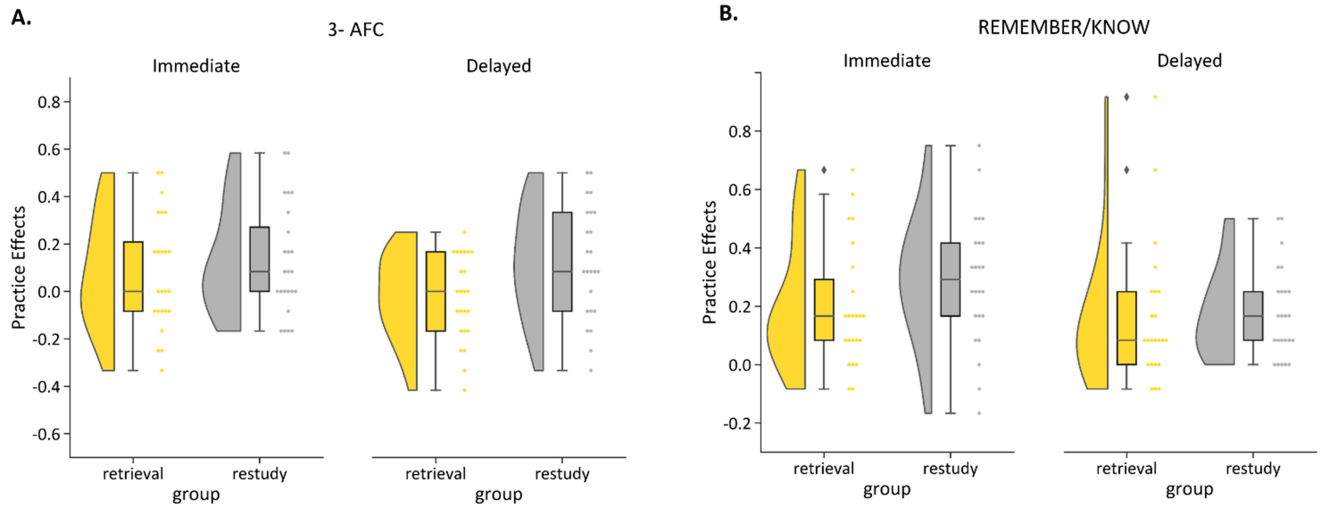 A.
3- AFC
Immediate
Delayed
Practice Effects
0.8
0.6
0.4
0.2
0.0
-0.2
-0.4
-0.6
retrieval
restudy
group
retrieval
restudy
group
B.
REMEMBER/KNOW
Immediate
Delayed
Practice Effects
0.8
0.6
0.4
0.2
0.0
-0.2
retrieval
restudy
group
retrieval
restudy
group